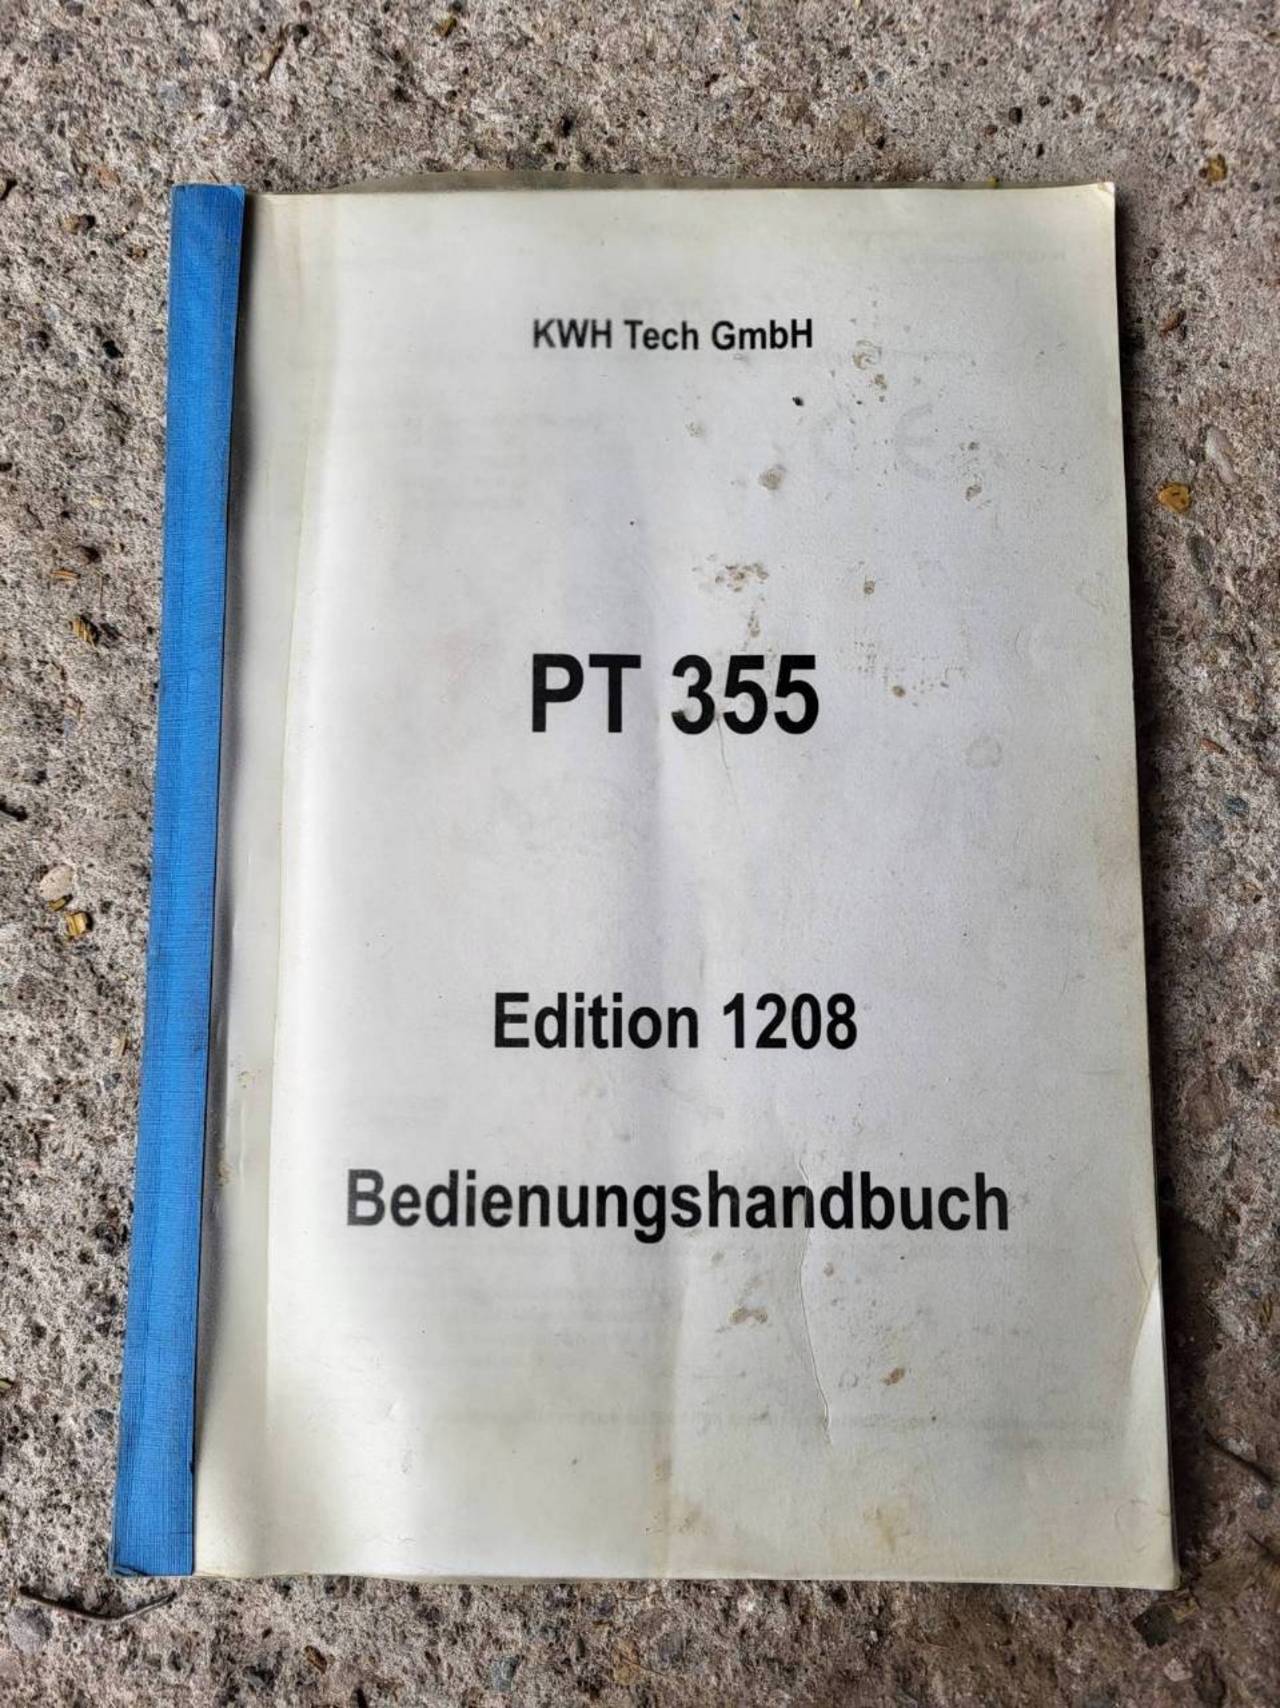 KWH Tech GmbH
PT 355
Edition 1208
Bedienungshandbuch